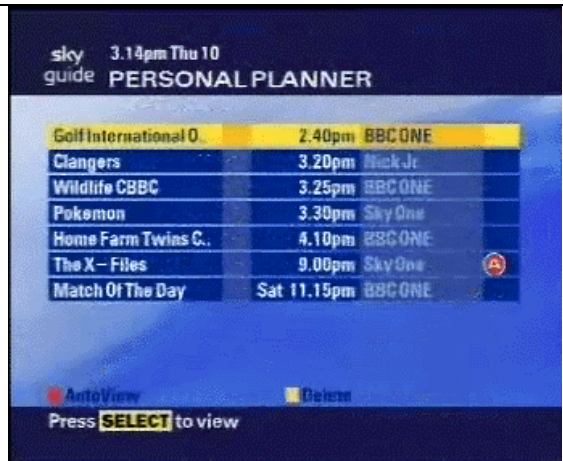 sky 3.14pm Thu 10
guide PERSONAL PLANNER
Golf International O.. 2.40pm BBC ONE
Clangers 3.20pm Nick Jr
Wildlife CBBC 3.25pm BBC ONE
Pokemon 3.30pm Sky One
Home Farm Twins C.. 4.10pm BBC ONE
The X-Files 9.00pm Sky One A
Match Of The Day Sat 11.15pm BBC ONE
AutoView Delete
Press SELECT to view